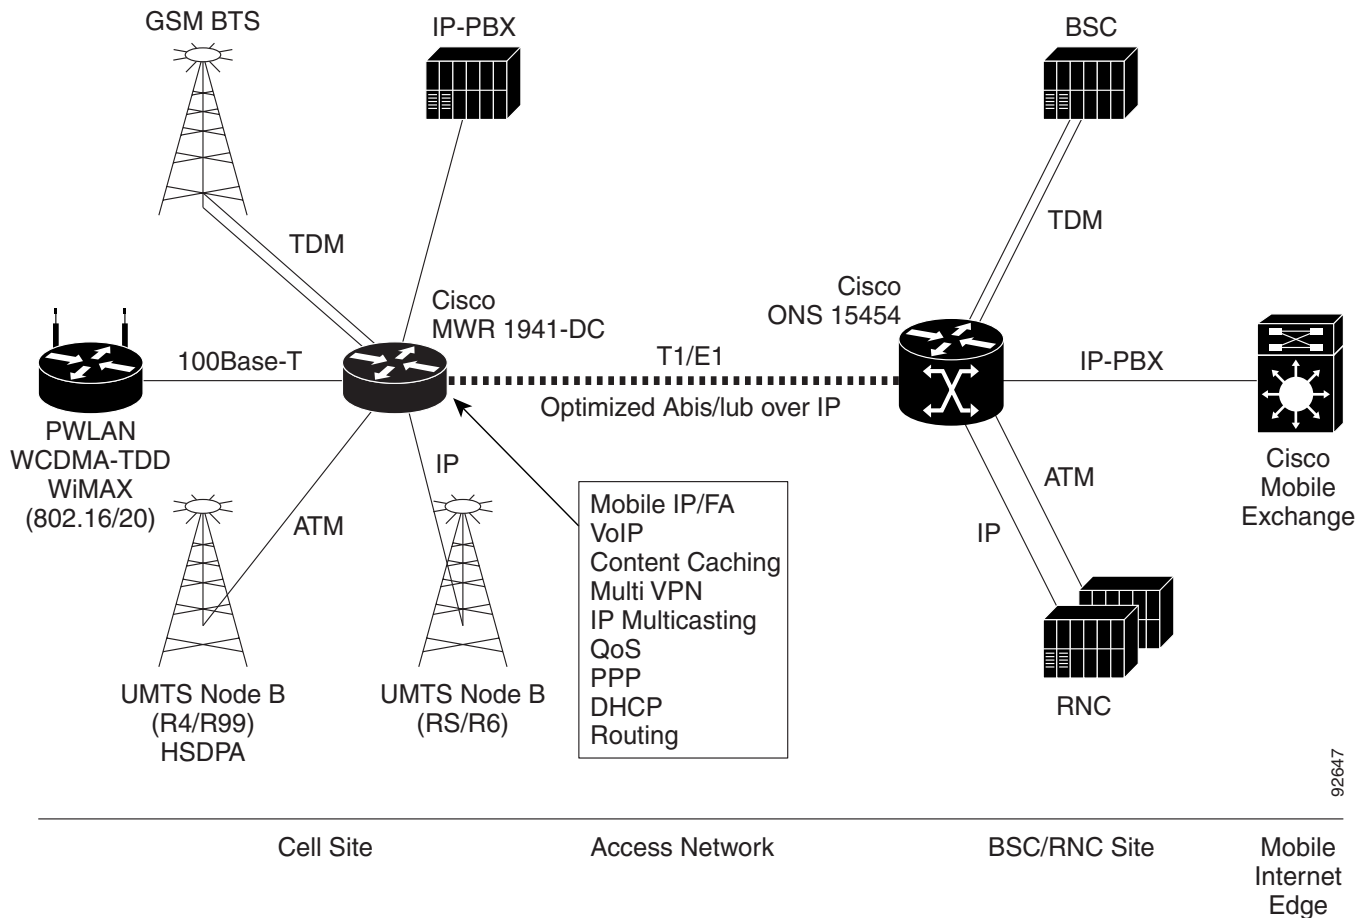 GSM BTS
IP-PBX
BSC
TDM
TDM
Cisco
MWR 1941-DC
Cisco
ONS 15454
100Base-T
T1/E1
IP-PBX
Optimized Abis/lub over IP
PWLAN
WCDMA-TDD
WiMAX
(802.16/20)
IP
ATM
Cisco
Mobile
Exchange
ATM
IP
Mobile IP/FA
VoIP
Content Caching
Multi VPN
IP Multicasting
QoS
PPP
DHCP
Routing
UMTS Node B
(R4/R99)
HSDPA
UMTS Node B
(RS/R6)
RNC
92647
Cell Site
Access Network
BSC/RNC Site
Mobile
Internet
Edge